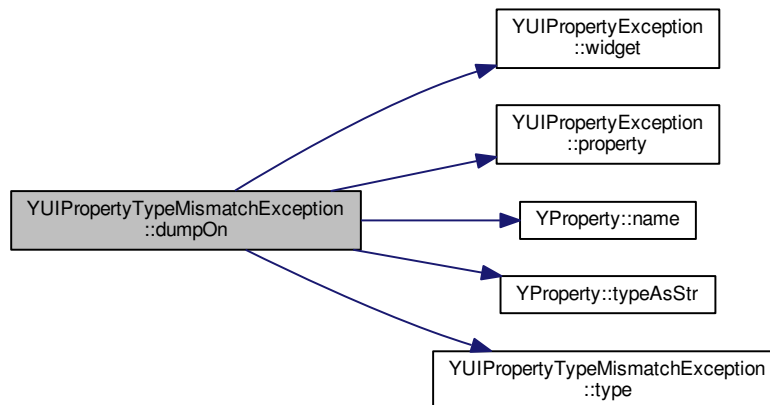 YUIPropertyException
::widget
YUIPropertyException
::property
YUIPropertyTypeMismatchException
::dumpOn
YProperty::name
YProperty::typeAsStr
YUIPropertyTypeMismatchException
::type